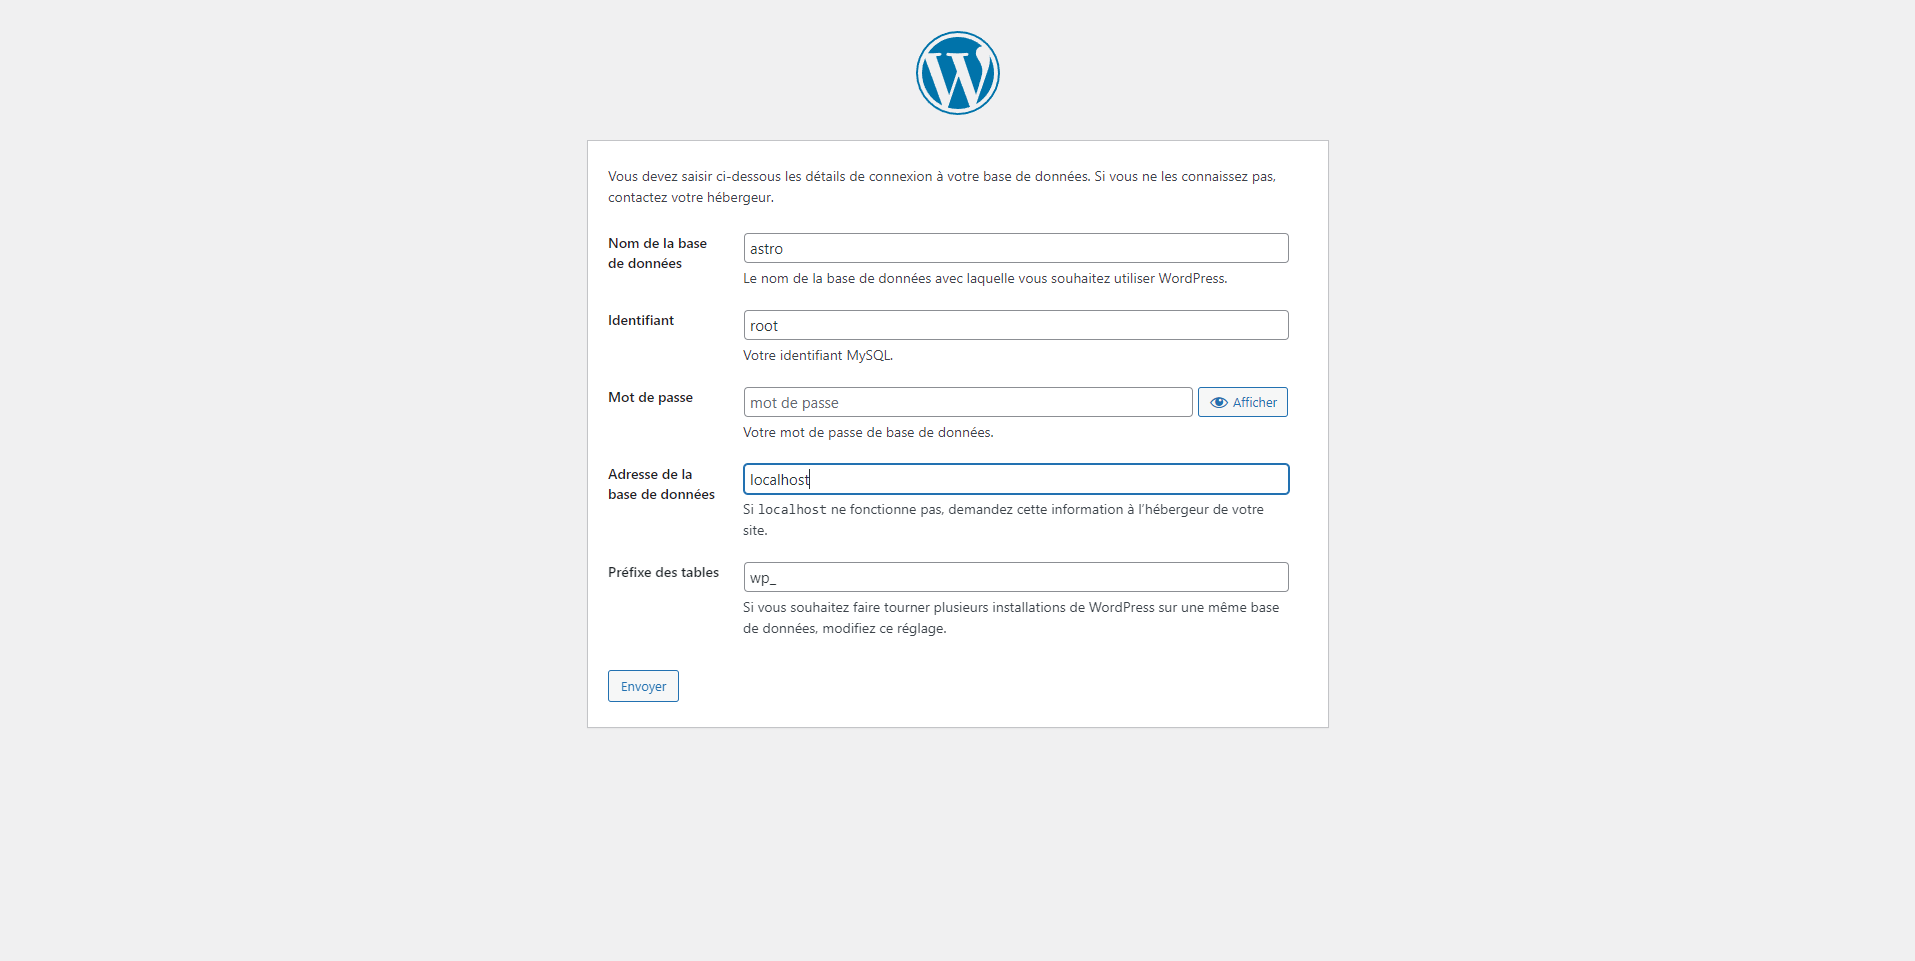 Vous devez saisir ci-dessous les détails de connexion à votre base de données. Si vous ne les connaissez pas,
contactez votre hébergeur.
Nom de la base
de données
astro
Le nom de la base de données avec laquelle vous souhaitez utiliser WordPress.
Identifiant
root
Votre identifiant MySQL.
Mot de passe
mot de passe
Afficher
Votre mot de passe de base de données.
Adresse de la
base de données
localhost
Si localhost ne fonctionne pas, demandez cette information à l’hébergeur de votre
site.
Préfixe des tables
wp_
Si vous souhaitez faire tourner plusieurs installations de WordPress sur une même base
de données, modifiez ce réglage.
Envoyer